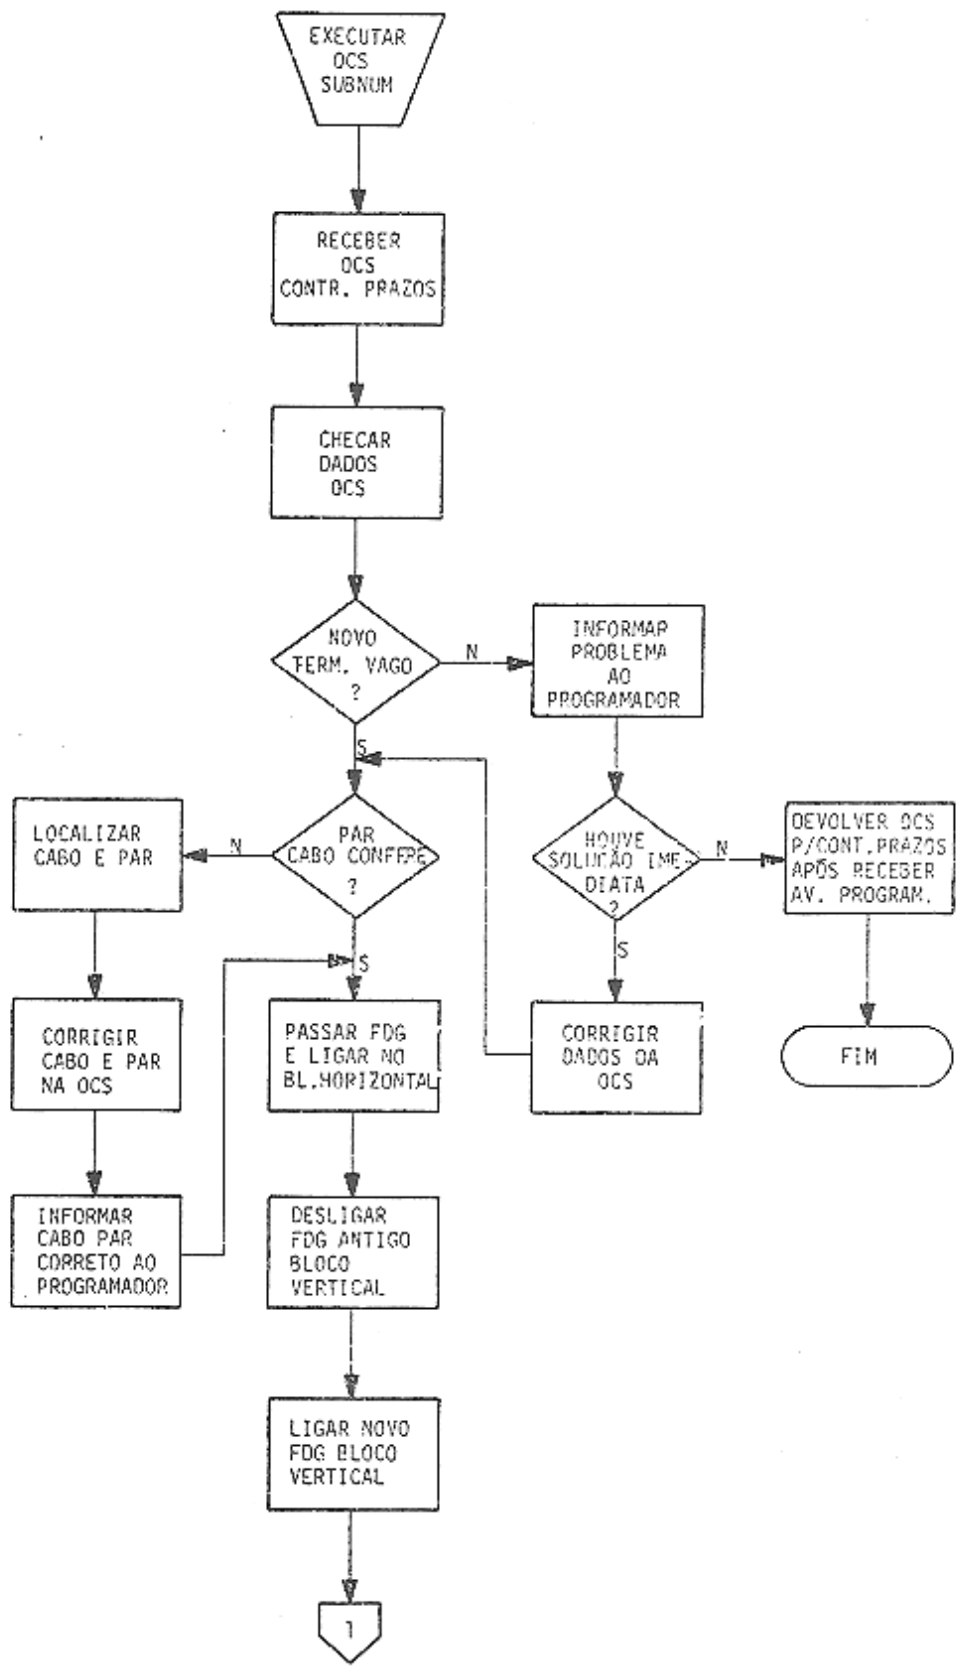 EXECUTAR
OCS
SUBNUM
RECEBER
OCS
CONTR. PRAZOS
CHECAR
DADOS
OCS
NOVO
TERM. VAGO
?
N
INFORMAR
PROBLEMA
AO
PROGRAMADOR
S
PAR
CABO CONFERE
?
N
LOCALIZAR
CABO E PAR
HOUVE
SOLUCÃO IME-
DIATA
?
N
DEVOLVER OCS
P/CONT.PRAZOS
APÕS RECEBER
AV. PROGRAM.
S
S
CORRIGIR
CABO E PAR
NA OCS
PASSAR FDG
E LIGAR NO
BL.HORIZONTAL
CORRIGIR
DADOS DA
OCS
FIM
INFORMAR
CABO PAR
CORRETO AO
PROGRAMADOR
DESLIGAR
FDG ANTIGO
BLOCO
VERTICAL
LIGAR NOVO
FDG BLOCO
VERTICAL
1